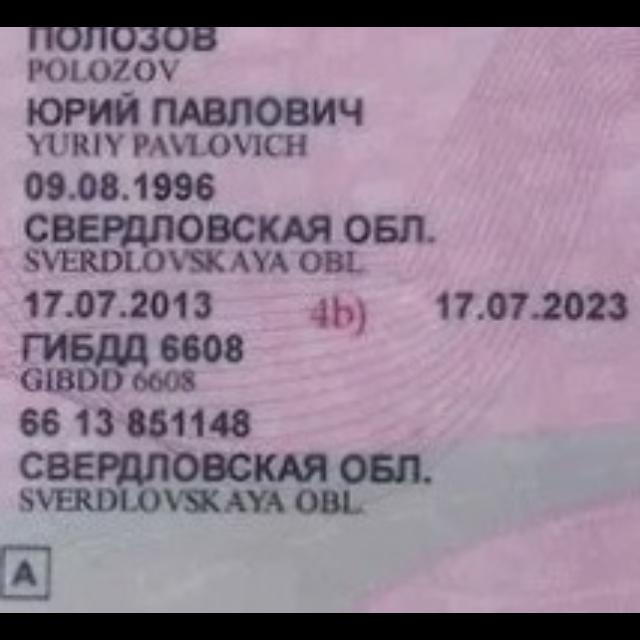 ПОЛОЗОВ
POLOZOV
ЮРИЙ ПАВЛОВИЧ
YURIY PAVLOVICH
09.08.1996
СВЕРДЛОВСКАЯ ОБЛ.
SVERDLOVSKAYA OBL
17.07.2013 4b) 17.07.2023
ГИБДД 6608
GIBDD 6608
66 13 851148
СВЕРДЛОВСКАЯ ОБЛ.
SVERDLOVSKAYA OBL
A